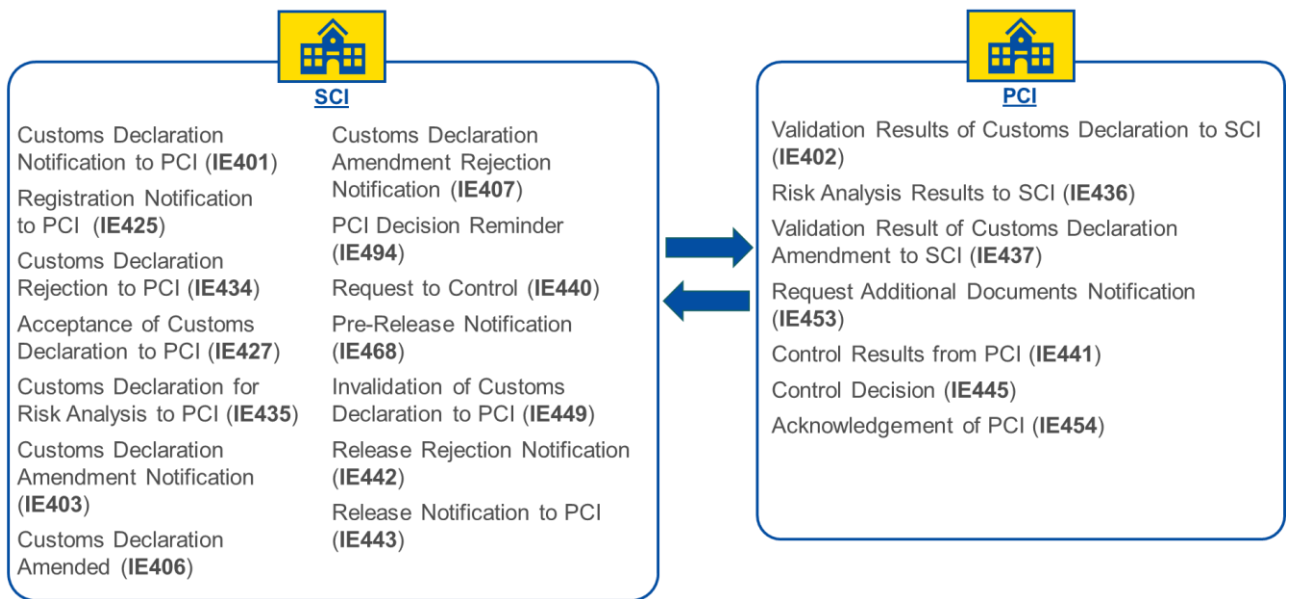 SCI
Customs Declaration
Notification to PCI (IE401)
Registration Notification
to PCI (IE425)
Customs Declaration
Rejection to PCI (IE434)
Acceptance of Customs
Declaration to PCI (IE427)
Customs Declaration for
Risk Analysis to PCI (IE435)
Customs Declaration
Amendment Notification
(IE403)
Customs Declaration
Amended (IE406)
Customs Declaration
Amendment Rejection
Notification (IE407)
PCI Decision Reminder
(IE494)
Request to Control (IE440)
Pre-Release Notification
(IE468)
Invalidation of Customs
Declaration to PCI (IE449)
Release Rejection Notification
(IE442)
Release Notification to PCI
(IE443)
PCI
Validation Results of Customs Declaration to SCI
(IE402)
Risk Analysis Results to SCI (IE436)
Validation Result of Customs Declaration
Amendment to SCI (IE437)
Request Additional Documents Notification
(IE453)
Control Results from PCI (IE441)
Control Decision (IE445)
Acknowledgement of PCI (IE454)